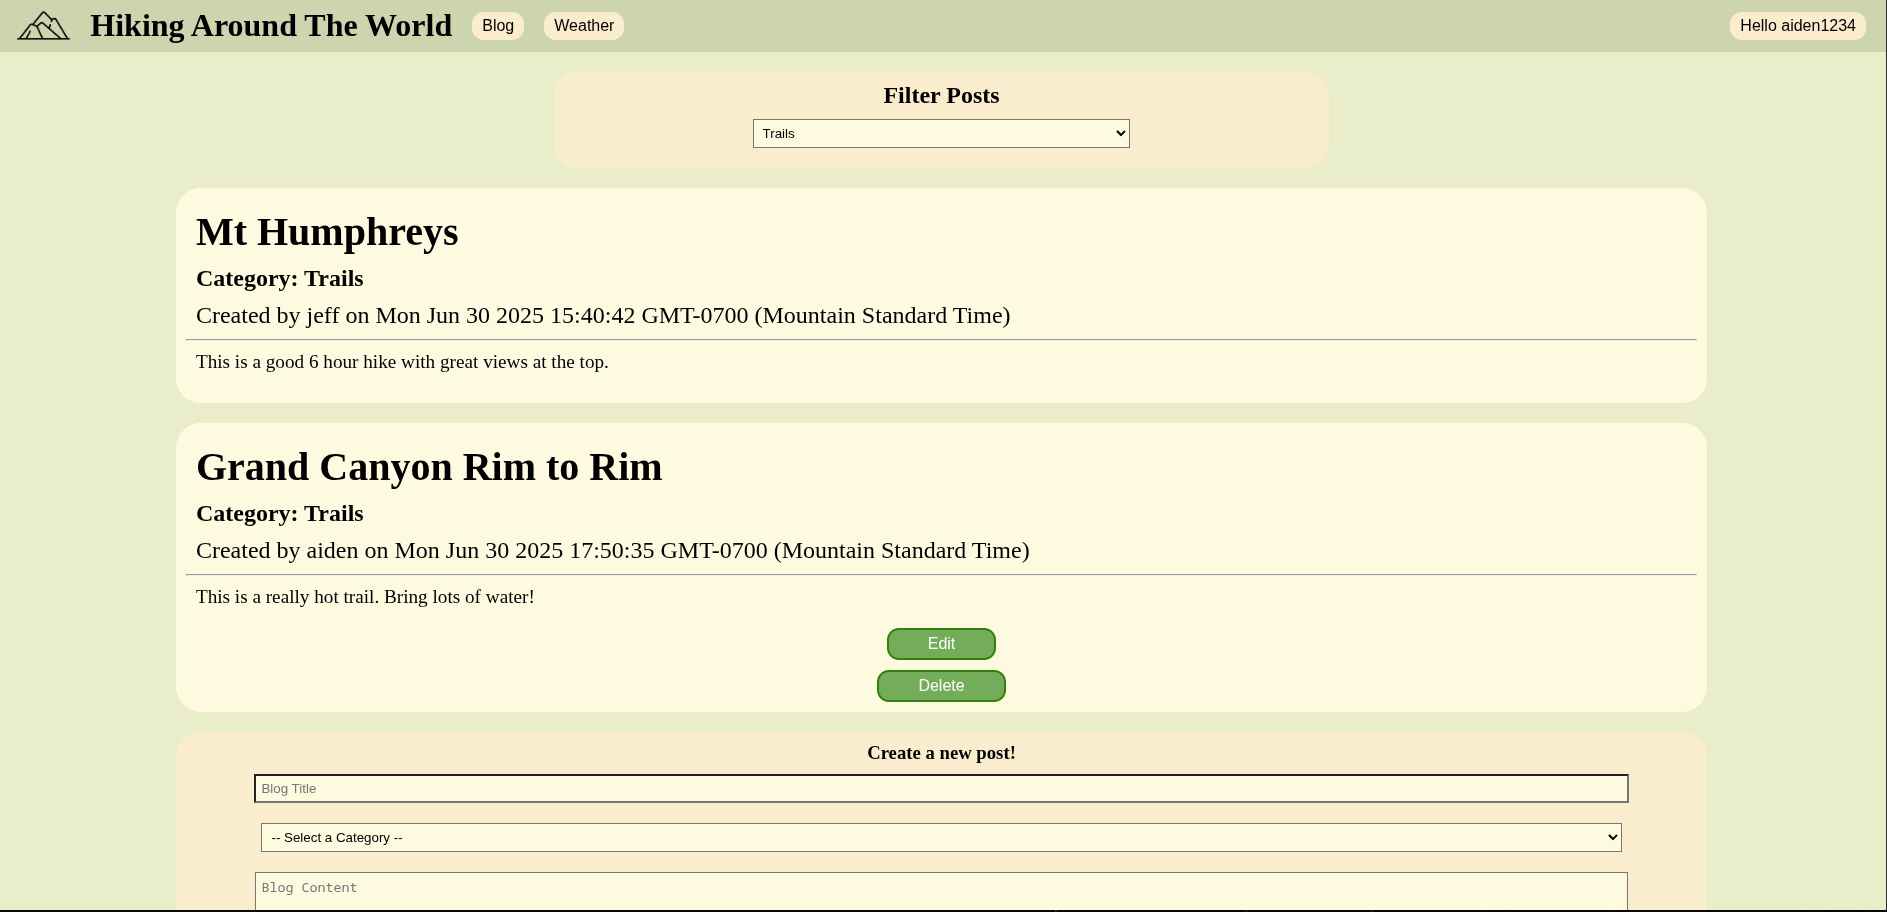 Hiking Around The World
Blog
Weather
Hello aiden1234
Filter Posts
Trails
Mt Humphreys
Category: Trails
Created by jeff on Mon Jun 30 2025 15:40:42 GMT-0700 (Mountain Standard Time)
This is a good 6 hour hike with great views at the top.
Grand Canyon Rim to Rim
Category: Trails
Created by aiden on Mon Jun 30 2025 17:50:35 GMT-0700 (Mountain Standard Time)
This is a really hot trail. Bring lots of water!
Edit
Delete
Create a new post!
Blog Title
-- Select a Category --
Blog Content